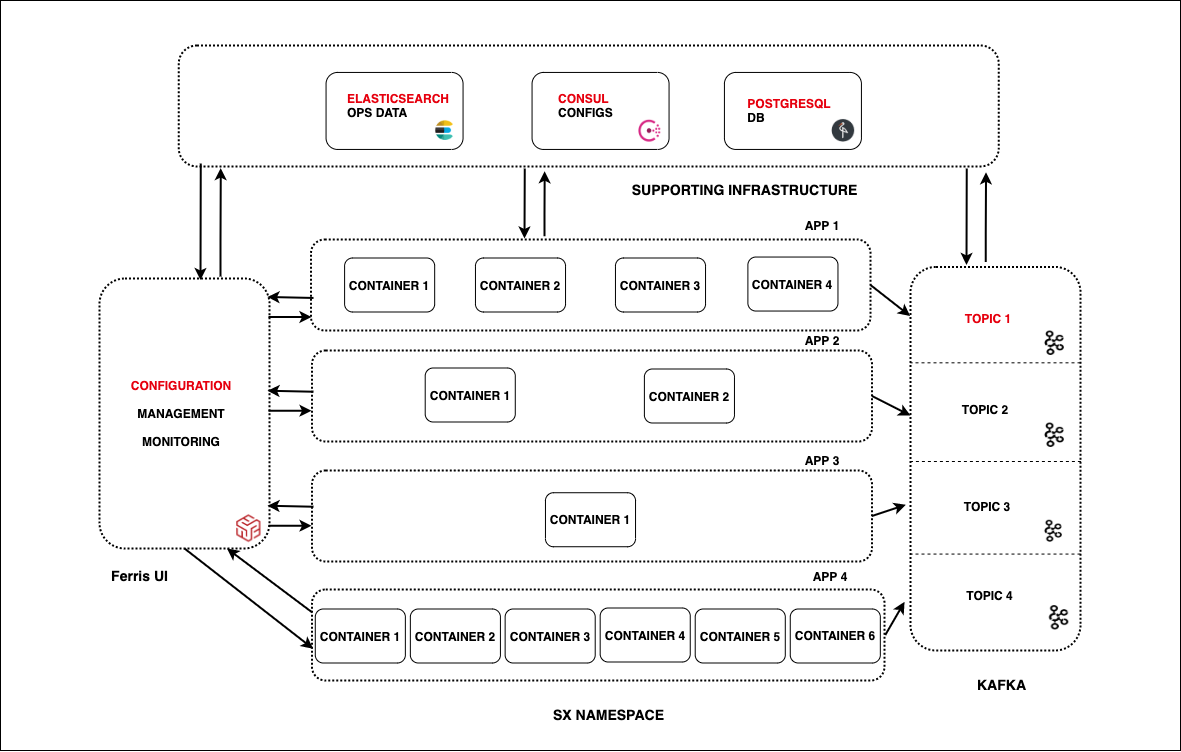 ELASTICSEARCH
OPS DATA
CONSUL
CONFIGS
POSTGRESQL
DB
SUPPORTING INFRASTRUCTURE
APP 1
CONTAINER 1
CONTAINER 2
CONTAINER 3
CONTAINER 4
APP 2
CONTAINER 1
CONTAINER 2
APP 3
CONTAINER 1
APP 4
CONTAINER 1
CONTAINER 2
CONTAINER 3
CONTAINER 4
CONTAINER 5
CONTAINER 6
CONFIGURATION
MANAGEMENT
MONITORING
Ferris UI
TOPIC 1
TOPIC 2
TOPIC 3
TOPIC 4
KAFKA
SX NAMESPACE